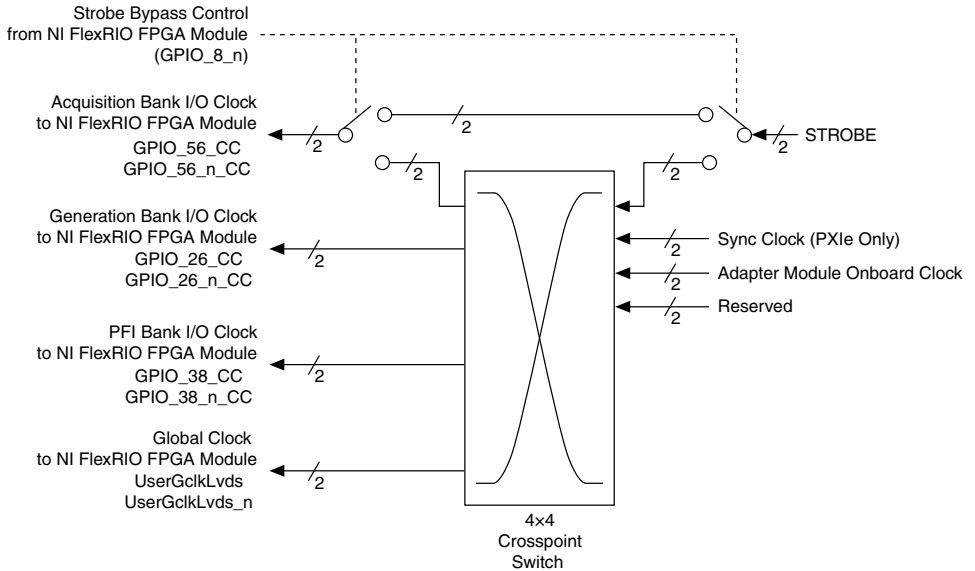 Strobe Bypass Control
from NI FlexRIO FPGA Module
(GPIO_8_n)
Acquisition Bank I/O Clock
to NI FlexRIO FPGA Module
GPIO_56_CC
GPIO_56_n_CC
2
2
2
STROBE
2
2
Generation Bank I/O Clock
to NI FlexRIO FPGA Module
GPIO_26_CC
GPIO_26_n_CC
2
2
Sync Clock (PXIe Only)
2
Adapter Module Onboard Clock
2
Reserved
PFI Bank I/O Clock
to NI FlexRIO FPGA Module
GPIO_38_CC
GPIO_38_n_CC
2
Global Clock
to NI FlexRIO FPGA Module
UserGclkLvds
UserGclkLvds_n
2
4×4
Crosspoint
Switch